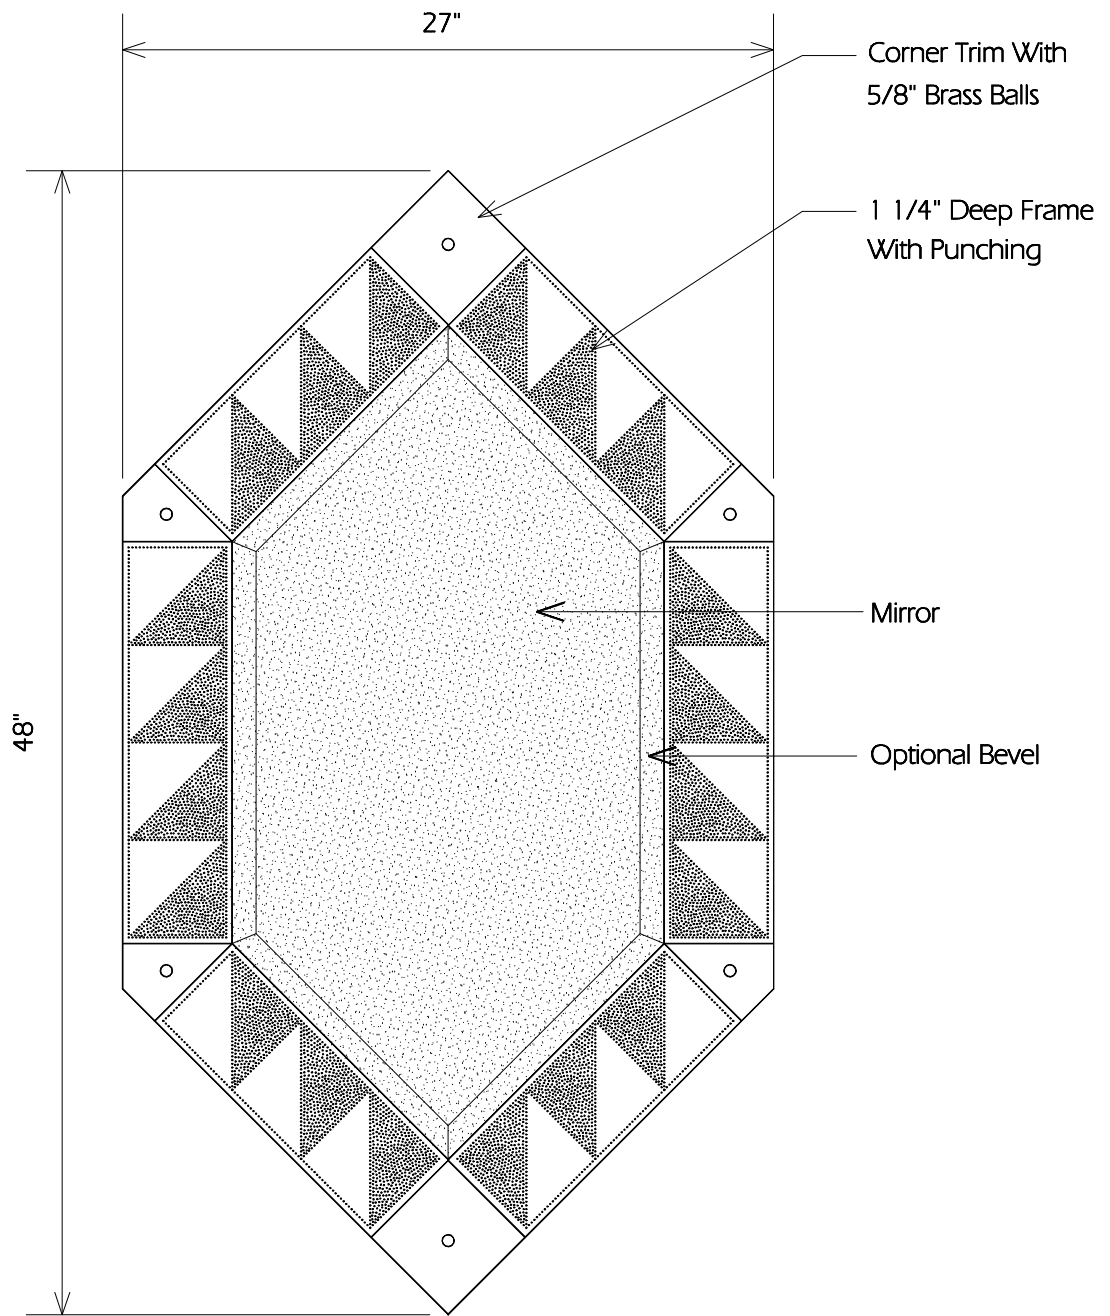 27"
Corner Trim With
5/8" Brass Balls
1 1/4" Deep Frame
With Punching
Mirror
48"
Optional Bevel